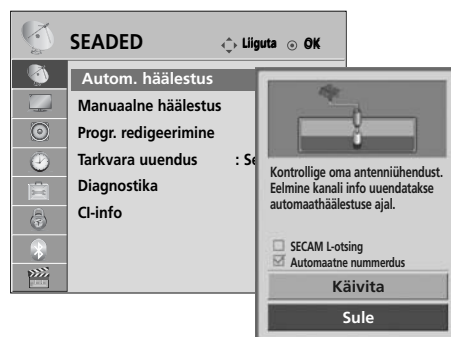 SEADED
Liiguta
OK
Autom. häälestus
Manuaalne häälestus
Progr. redigeerimine
Tarkvara uuendus : Se
Diagnostika
CI-info
Kontrollige oma antenniühendust.
Eelmine kanali info uuendatakse
automaathäälestuse ajal.
SECAM L-otsing
Automaatne nummerdus
Käivita
Sule